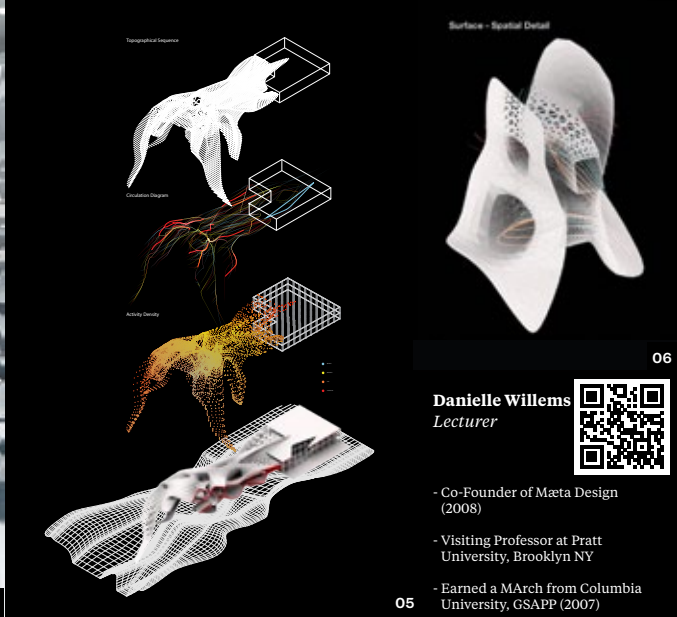 Topographical Sequence
Circulation Diagram
Activity Density
05
Surface - Spatial Detail
06
Danielle Willems
Lecturer
- Co-Founder of Mæta Design
(2008)
- Visiting Professor at Pratt
University, Brooklyn NY
- Earned a MArch from Columbia
University, GSAPP (2007)